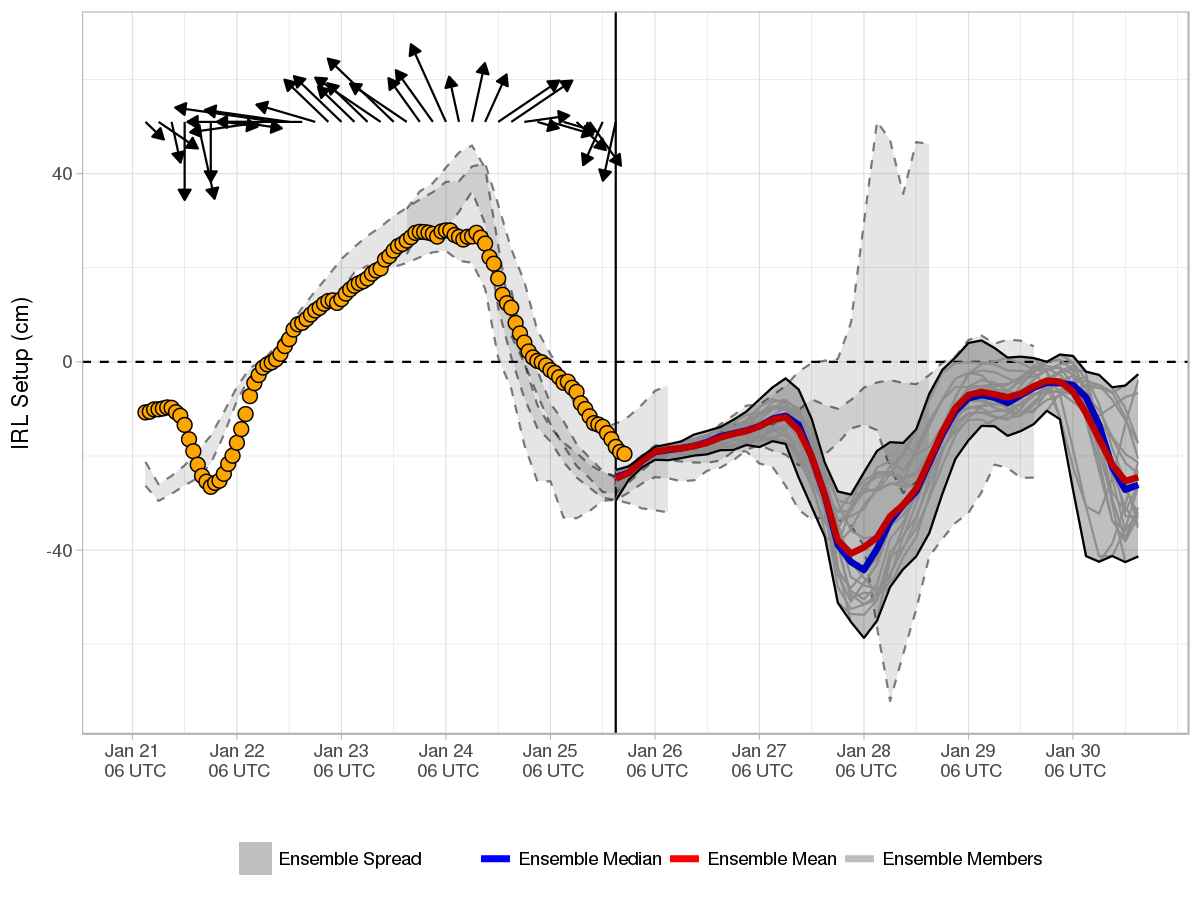 IRL Setup (cm)
40
0
-40
Jan 21 Jan 22 Jan 23 Jan 24 Jan 25 Jan 26 Jan 27 Jan 28 Jan 29 Jan 30
06 UTC 06 UTC 06 UTC 06 UTC 06 UTC 06 UTC 06 UTC 06 UTC 06 UTC 06 UTC
Ensemble Spread Ensemble Median Ensemble Mean Ensemble Members